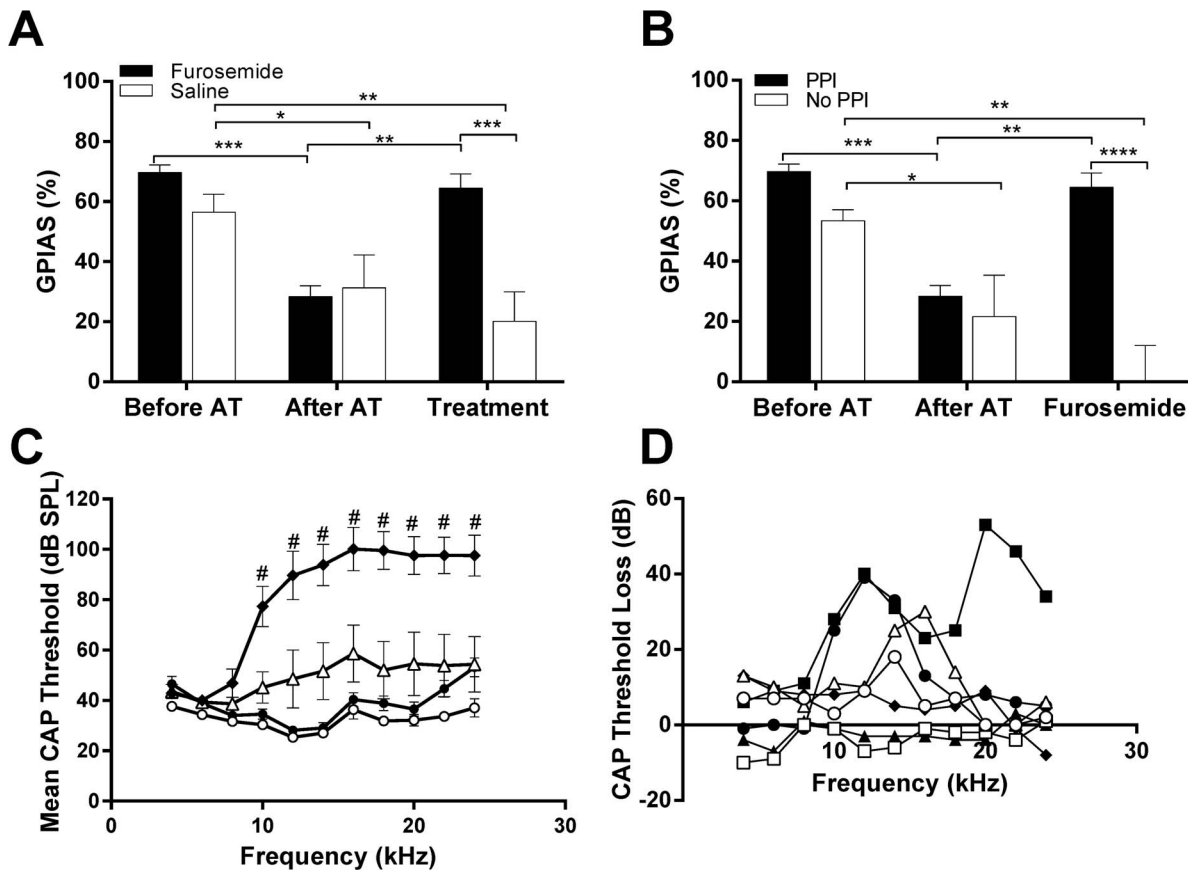 A
Furosemide
Saline
GPIAS (%)
100
80
60
40
20
0
**
*
***
**
***
Before AT
After AT
Treatment
B
PPI
No PPI
GPIAS (%)
100
80
60
40
20
0
**
**
***
****
*
Before AT
After AT
Furosemide
C
Mean CAP Threshold (dB SPL)
120
100
80
60
40
20
0
# # # # # # # #
0 10 20 30
Frequency (kHz)
D
CAP Threshold Loss (dB)
60
40
20
0
-20
10 20 30
Frequency (kHz)